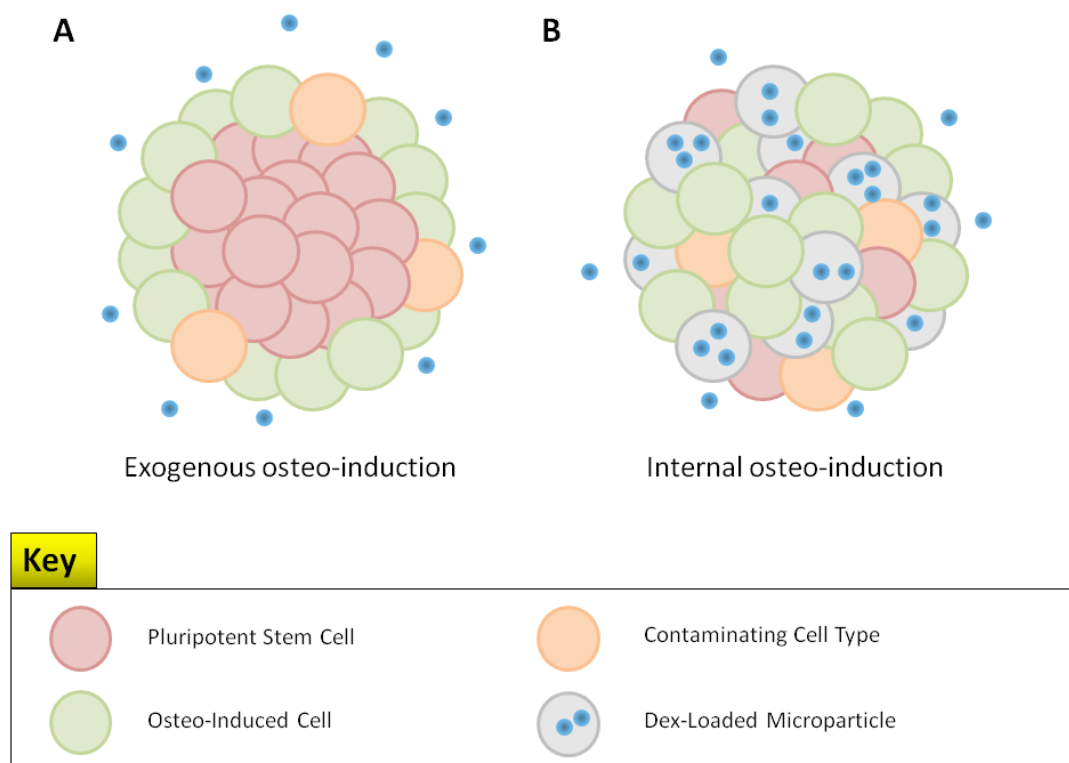 A
B
Exogenous osteo-induction
Internal osteo-induction
Key
Pluripotent Stem Cell
Contaminating Cell Type
Osteo-Induced Cell
Dex-Loaded Microparticle